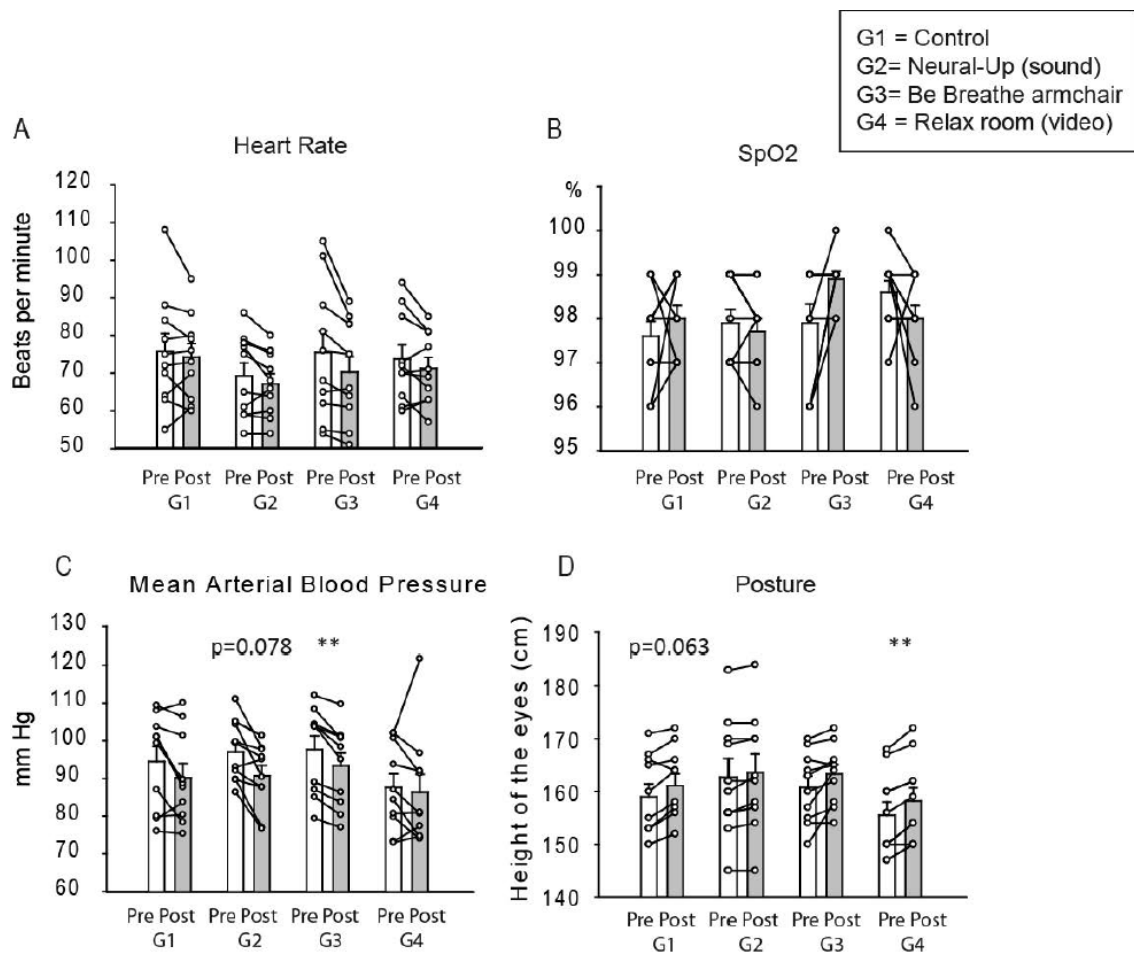 G1 = Control
G2= Neural-Up (sound)
G3= Be Breathe armchair
G4 = Relax room (video)
A
Heart Rate
Beats per minute
120
110
100
90
80
70
60
50
Pre Post Pre Post Pre Post Pre Post
G1 G2 G3 G4
B
SpO2
%
100
99
98
97
96
95
Pre Post Pre Post Pre Post Pre Post
G1 G2 G3 G4
C
Mean Arterial Blood Pressure
mm Hg
130
120
110
100
90
80
70
60
p=0.078 **
Pre Post Pre Post Pre Post Pre Post
G1 G2 G3 G4
D
Posture
Height of the eyes (cm)
190
180
170
160
150
140
p=0.063 **
Pre Post Pre Post Pre Post Pre Post
G1 G2 G3 G4